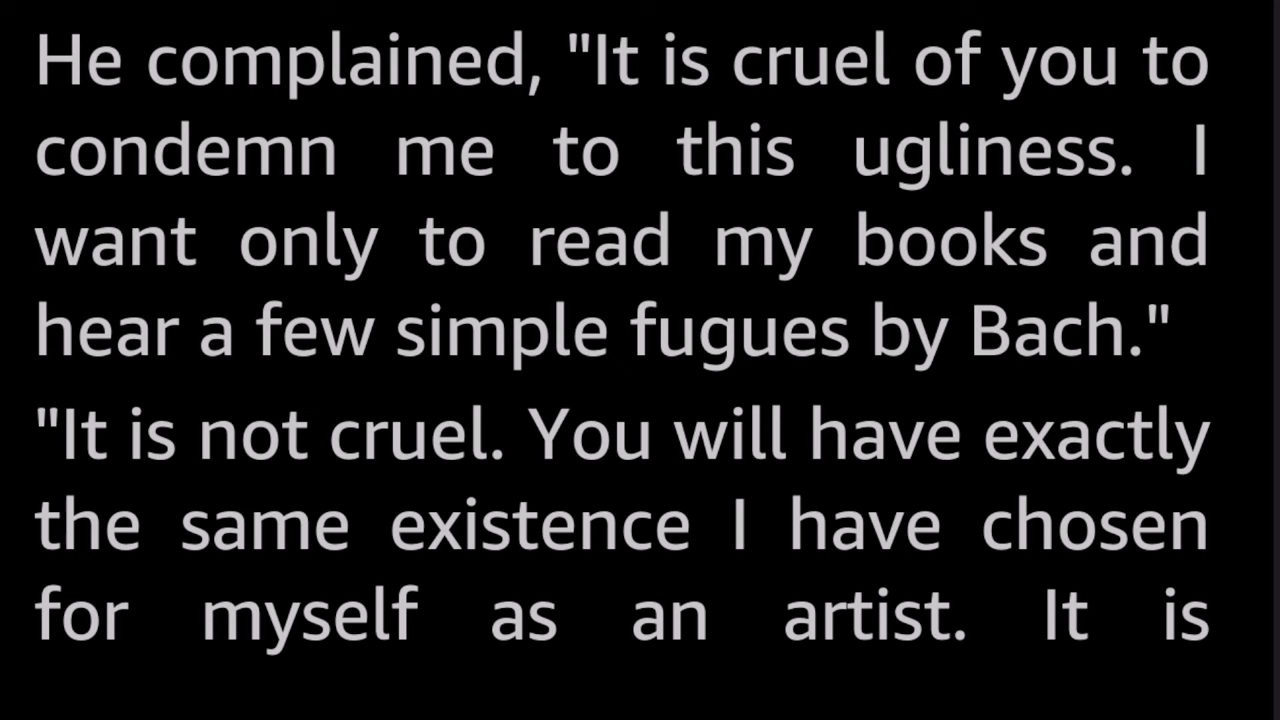 He complained, "It is cruel of you to
condemn me to this ugliness. I
want only to read my books and
hear a few simple fugues by Bach."
"It is not cruel. You will have exactly
the same existence I have chosen
for myself as an artist. It is